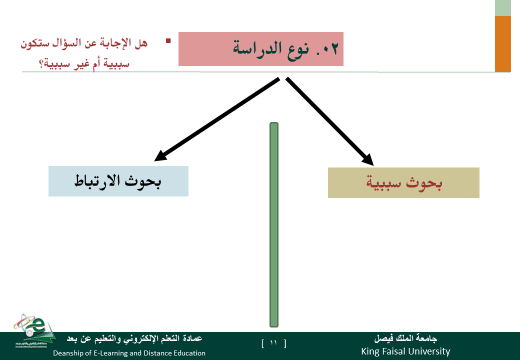 ٠٢. نوع الدراسة
هل الإجابة عن السؤال ستكون
سببية أم غير سببية؟
بحوث سببية
بحوث الارتباط
جامعة الملك فيصل
King Faisal University
[ ١١ ]
عمادة التعلم الإلكتروني والتعليم عن بعد
Deanship of E-Learning and Distance Education